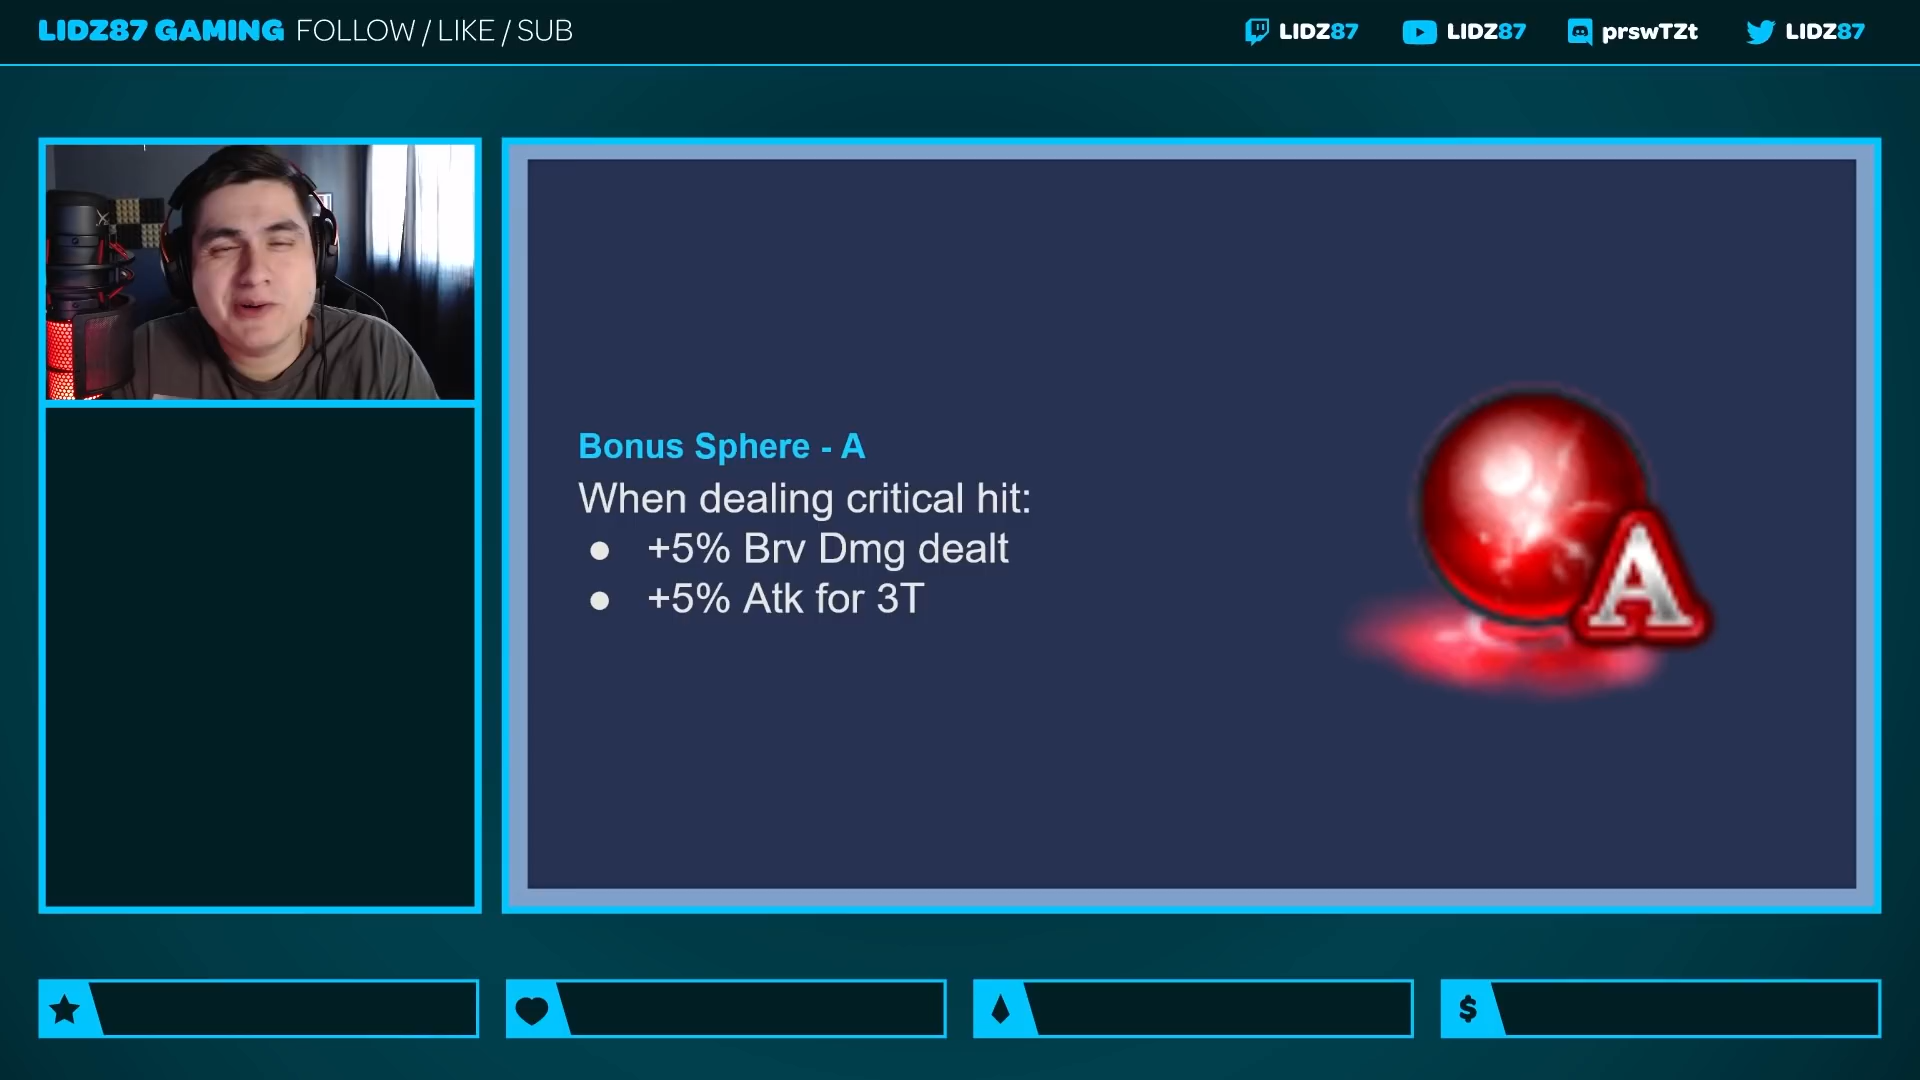 LIDZ87 GAMING FOLLOW / LIKE / SUB
LIDZ87
LIDZ87
prswTZt
LIDZ87
Bonus Sphere - A
When dealing critical hit:
● +5% Brv Dmg dealt
● +5% Atk for 3T
A
$